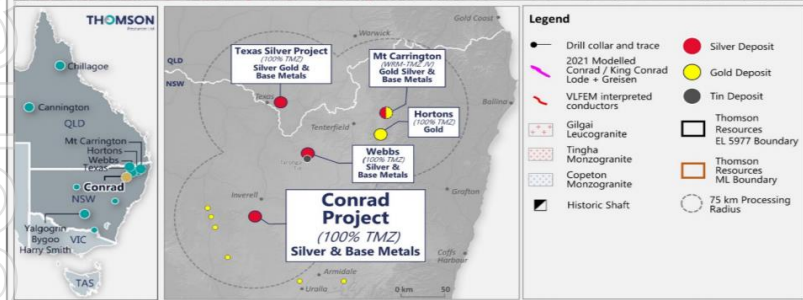 THOMSON
Chillagoe
Cannington
QLD
Mt Carrington
Hortons
Webbs
Texas
Conrad
NSW
Yalgogrin
Bygoo
Harry Smith
VIC
TAS
Gold Coast
Warwick
QLD
NSW
Texas Silver Project
(100% TMZ)
Silver Gold &
Base Metals
Texas
Mt Carrington
(WRM-TMZ JV)
Gold Silver &
Base Metals
Ballina
Tenterfield
Hortons
(100% TMZ)
Gold
Webbs
(100% TMZ)
Silver &
Base Metals
Inverell
Grafton
Conrad
Project
(100% TMZ)
Silver & Base Metals
Coffs
Harbour
Armidale
Uralla
0 km 50
Legend
Drill collar and trace
2021 Modelled
Conrad / King Conrad
Lode + Greisen
VLFEM interpreted
conductors
Gilgai
Leucogranite
Tingha
Monzogranite
Copeton
Monzogranite
Historic Shaft
Silver Deposit
Gold Deposit
Tin Deposit
Thomson
Resources
EL 5977 Boundary
Thomson
Resources
ML Boundary
75 km Processing
Radius